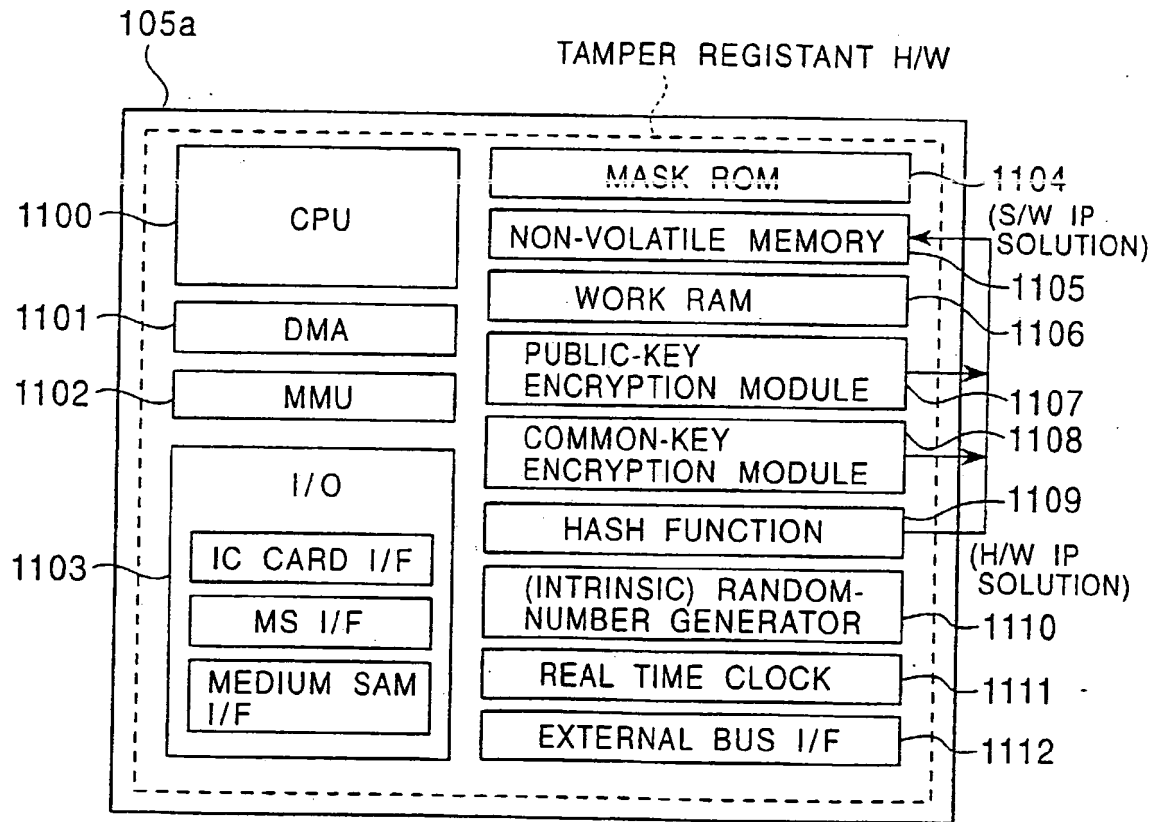 105a
TAMPER REGISTANT H/W
1100
CPU
1101
DMA
1102
MMU
1103
I/O
IC CARD I/F
MS I/F
MEDIUM SAM
I/F
MASK ROM
1104
(S/W IP
SOLUTION)
NON-VOLATILE MEMORY
1105
WORK RAM
1106
PUBLIC-KEY
ENCRYPTION MODULE
1107
COMMON-KEY
ENCRYPTION MODULE
1108
HASH FUNCTION
1109
(H/W IP
SOLUTION)
(INTRINSIC) RANDOM-
NUMBER GENERATOR
1110
REAL TIME CLOCK
1111
EXTERNAL BUS I/F
1112